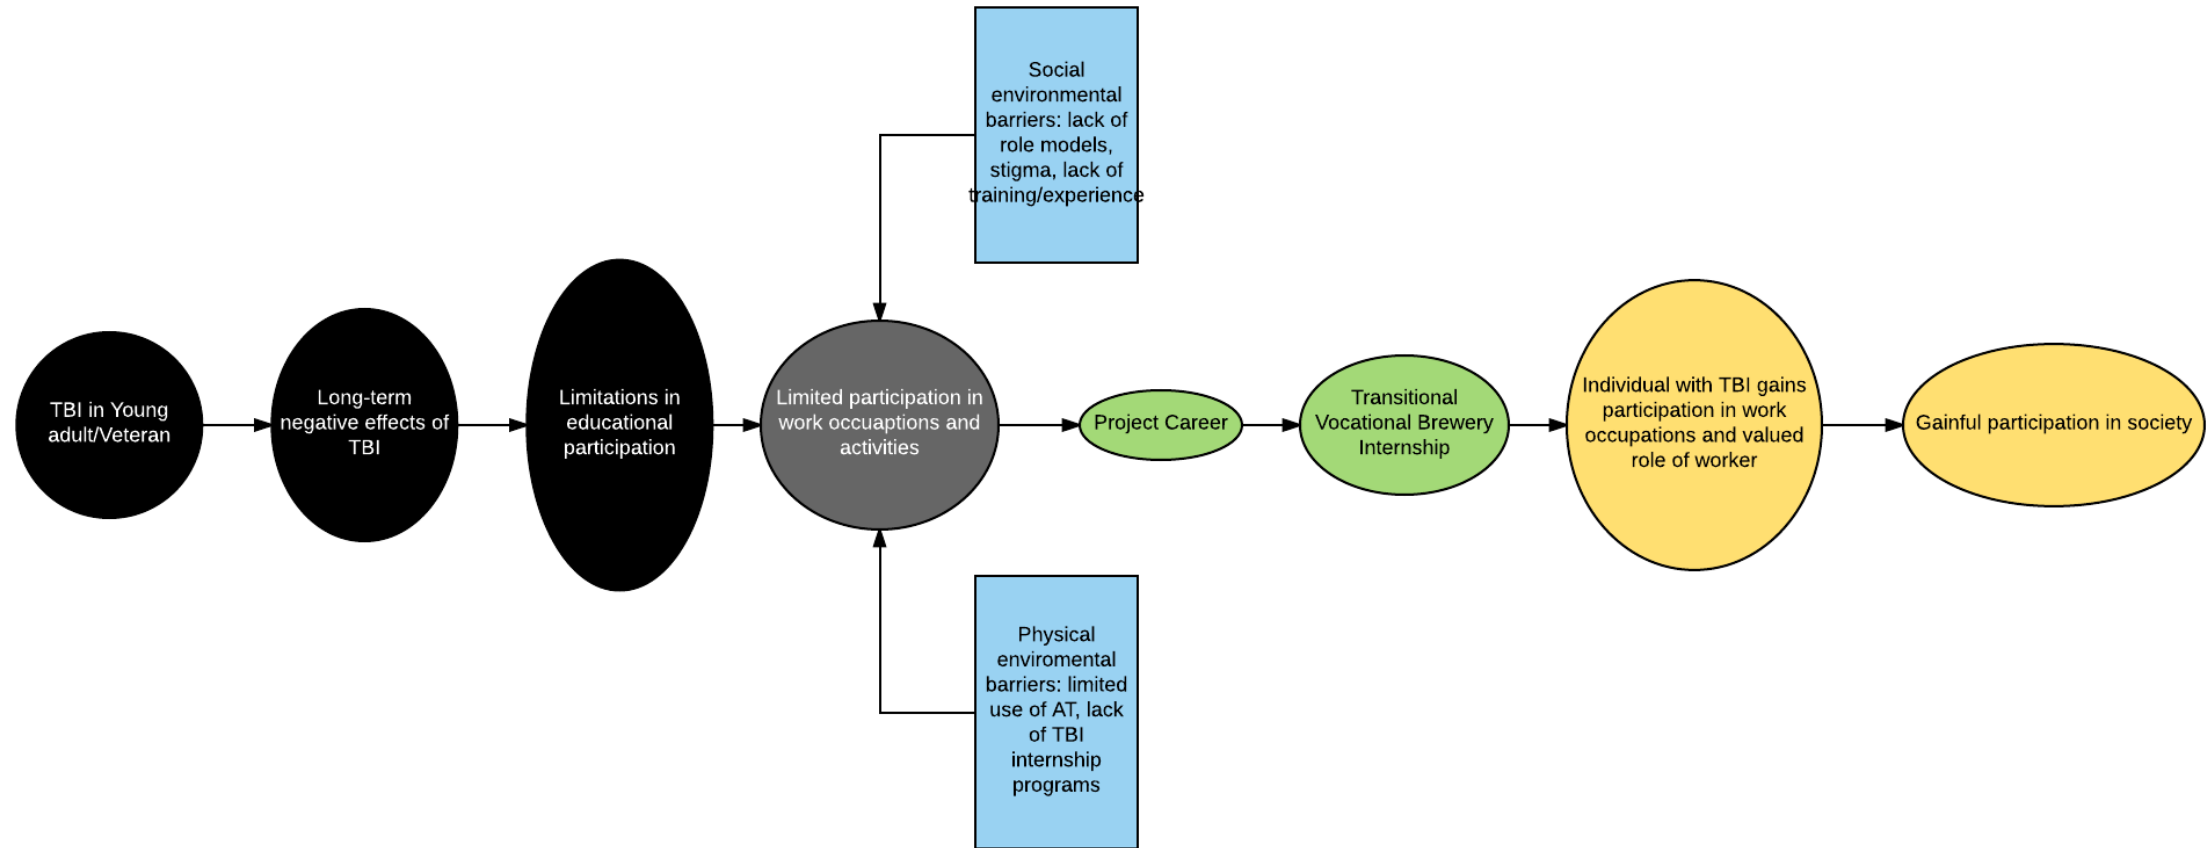 Social
environmental
barriers: lack of
role models,
stigma, lack of
training/experience
TBI in Young
adult/Veteran
Long-term
negative effects of
TBI
Limitations in
educational
participation
Limited participation in
work occuaptions and
activities
Project Career
Transitional
Vocational Brewery
Internship
Individual with TBI gains
participation in work
occupations and valued
role of worker
Gainful participation in society
Physical
enviromental
barriers: limited
use of AT, lack
of TBI
internship
programs